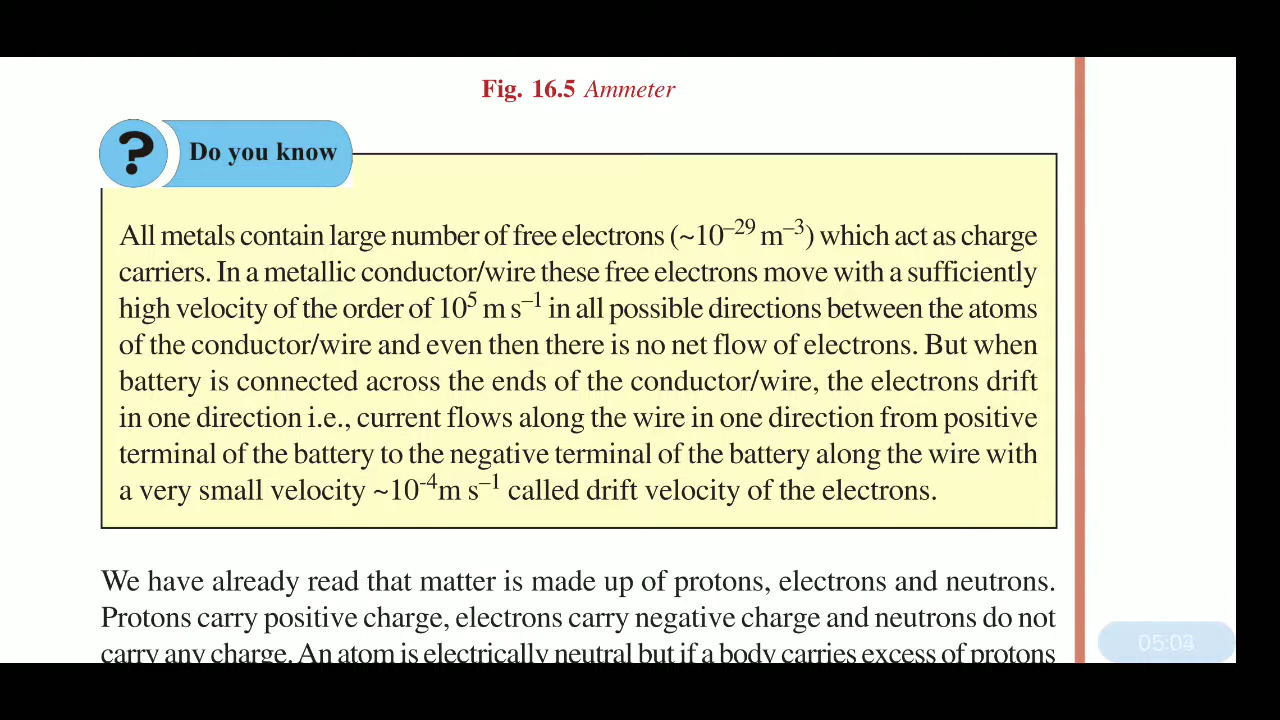 Fig. 16.5 Ammeter
?
Do you know
All metals contain large number of free electrons (~10⁻²⁹ m⁻³) which act as charge
carriers. In a metallic conductor/wire these free electrons move with a sufficiently
high velocity of the order of 10⁵ m s⁻¹ in all possible directions between the atoms
of the conductor/wire and even then there is no net flow of electrons. But when
battery is connected across the ends of the conductor/wire, the electrons drift
in one direction i.e., current flows along the wire in one direction from positive
terminal of the battery to the negative terminal of the battery along the wire with
a very small velocity ~10⁻⁴m s⁻¹ called drift velocity of the electrons.
We have already read that matter is made up of protons, electrons and neutrons.
Protons carry positive charge, electrons carry negative charge and neutrons do not
carry any charge. An atom is electrically neutral but if a body carries excess of protons